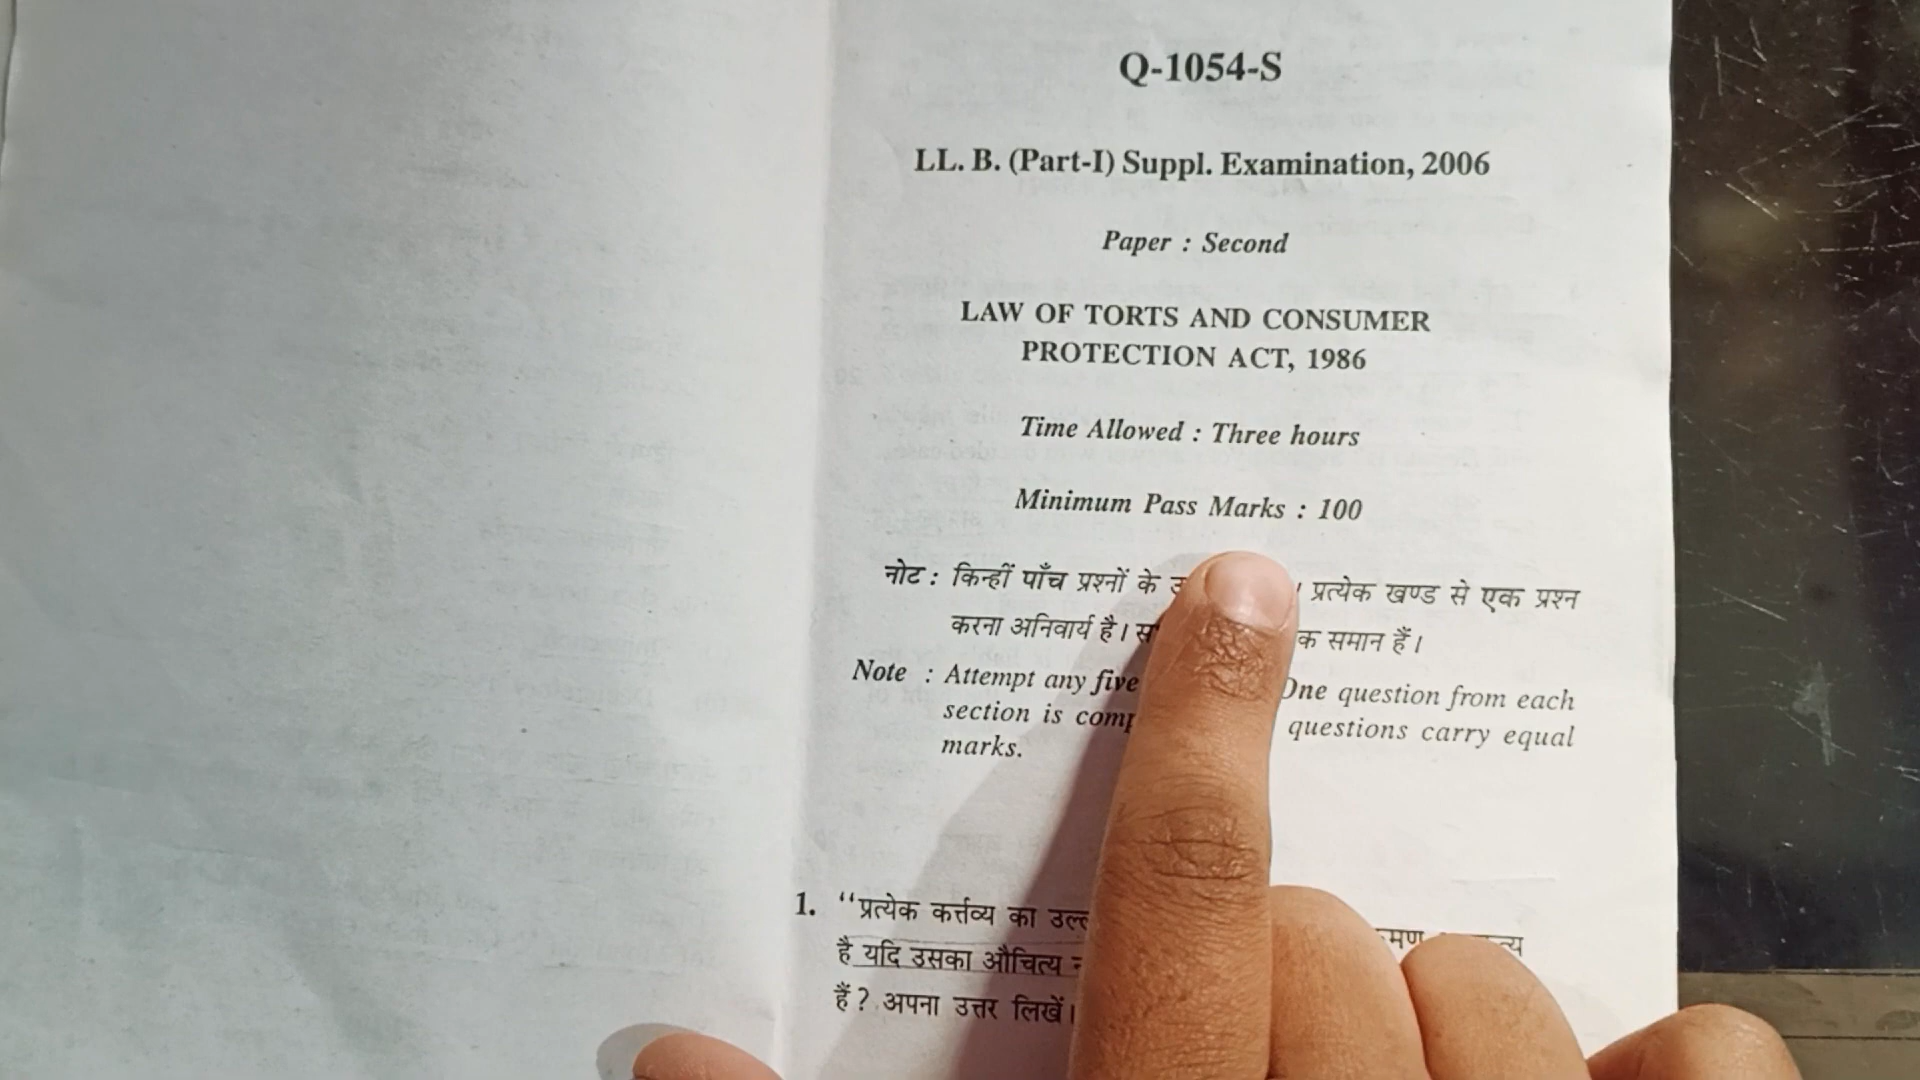 Q-1054-S
LL. B. (Part-I) Suppl. Examination, 2006
Paper : Second
LAW OF TORTS AND CONSUMER
PROTECTION ACT, 1986
Time Allowed : Three hours
Minimum Pass Marks : 100
नोट : किन्हीं पाँच प्रश्नों के । प्रत्येक खण्ड से एक प्रश्न
करना अनिवार्य है। समान हैं।
Note : Attempt any five One question from each
section is questions carry equal
marks.
1. “प्रत्येक कर्त्तव्य का
है यदि उसका औचित्य
हैं? अपना उत्तर लिखें।